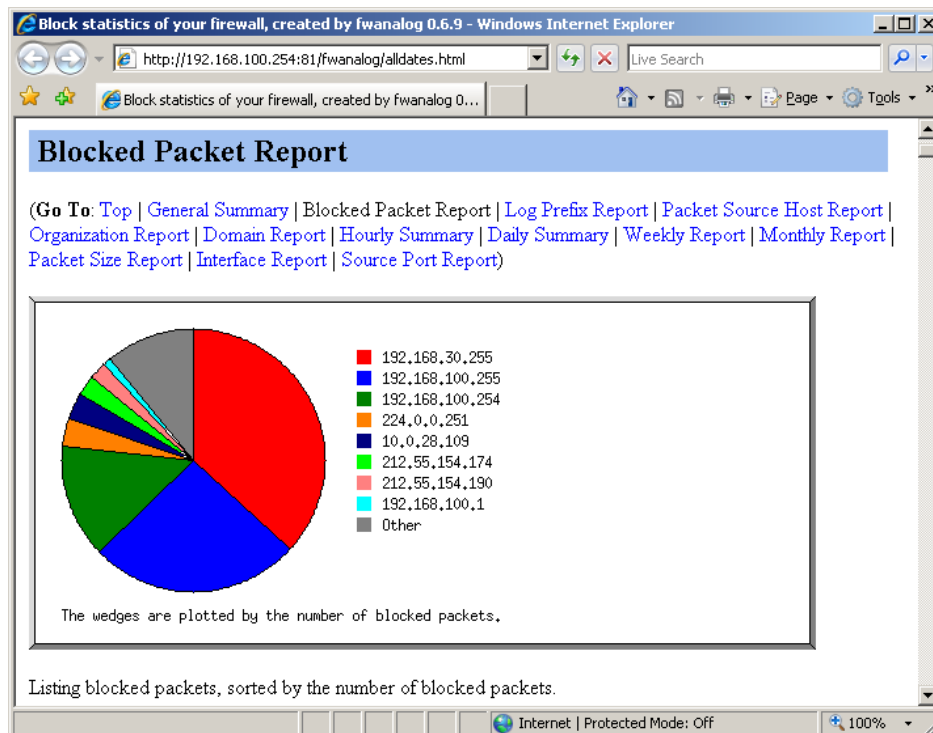 Block statistics of your firewall, created by fwanalog 0.6.9 - Windows Internet Explorer
http://192.168.100.254:81/fwanalog/alldates.html
Live Search
Block statistics of your firewall, created by fwanalog 0...
Page
Tools
Blocked Packet Report
(Go To: Top | General Summary | Blocked Packet Report | Log Prefix Report | Packet Source Host Report |
Organization Report | Domain Report | Hourly Summary | Daily Summary | Weekly Report | Monthly Report |
Packet Size Report | Interface Report | Source Port Report)
192.168.30.255
192.168.100.255
192.168.100.254
224.0.0.251
10.0.28.109
212.55.154.174
212.55.154.190
192.168.100.1
Other
The wedges are plotted by the number of blocked packets.
Listing blocked packets, sorted by the number of blocked packets.
Internet | Protected Mode: Off
100%